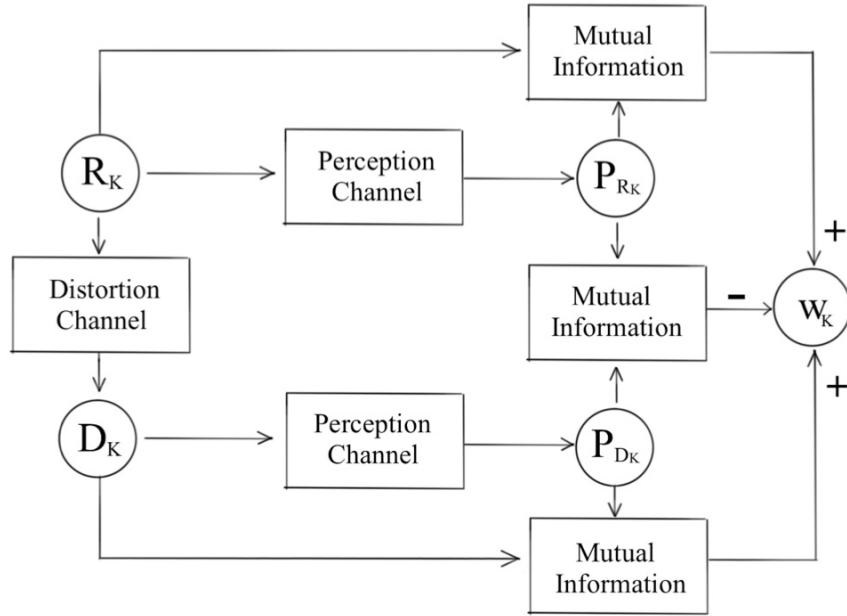 Mutual
Information
+
R_K
Perception
Channel
P_{R_K}
Distortion
Channel
Mutual
Information
-
w_K
+
D_K
Perception
Channel
P_{D_K}
Mutual
Information